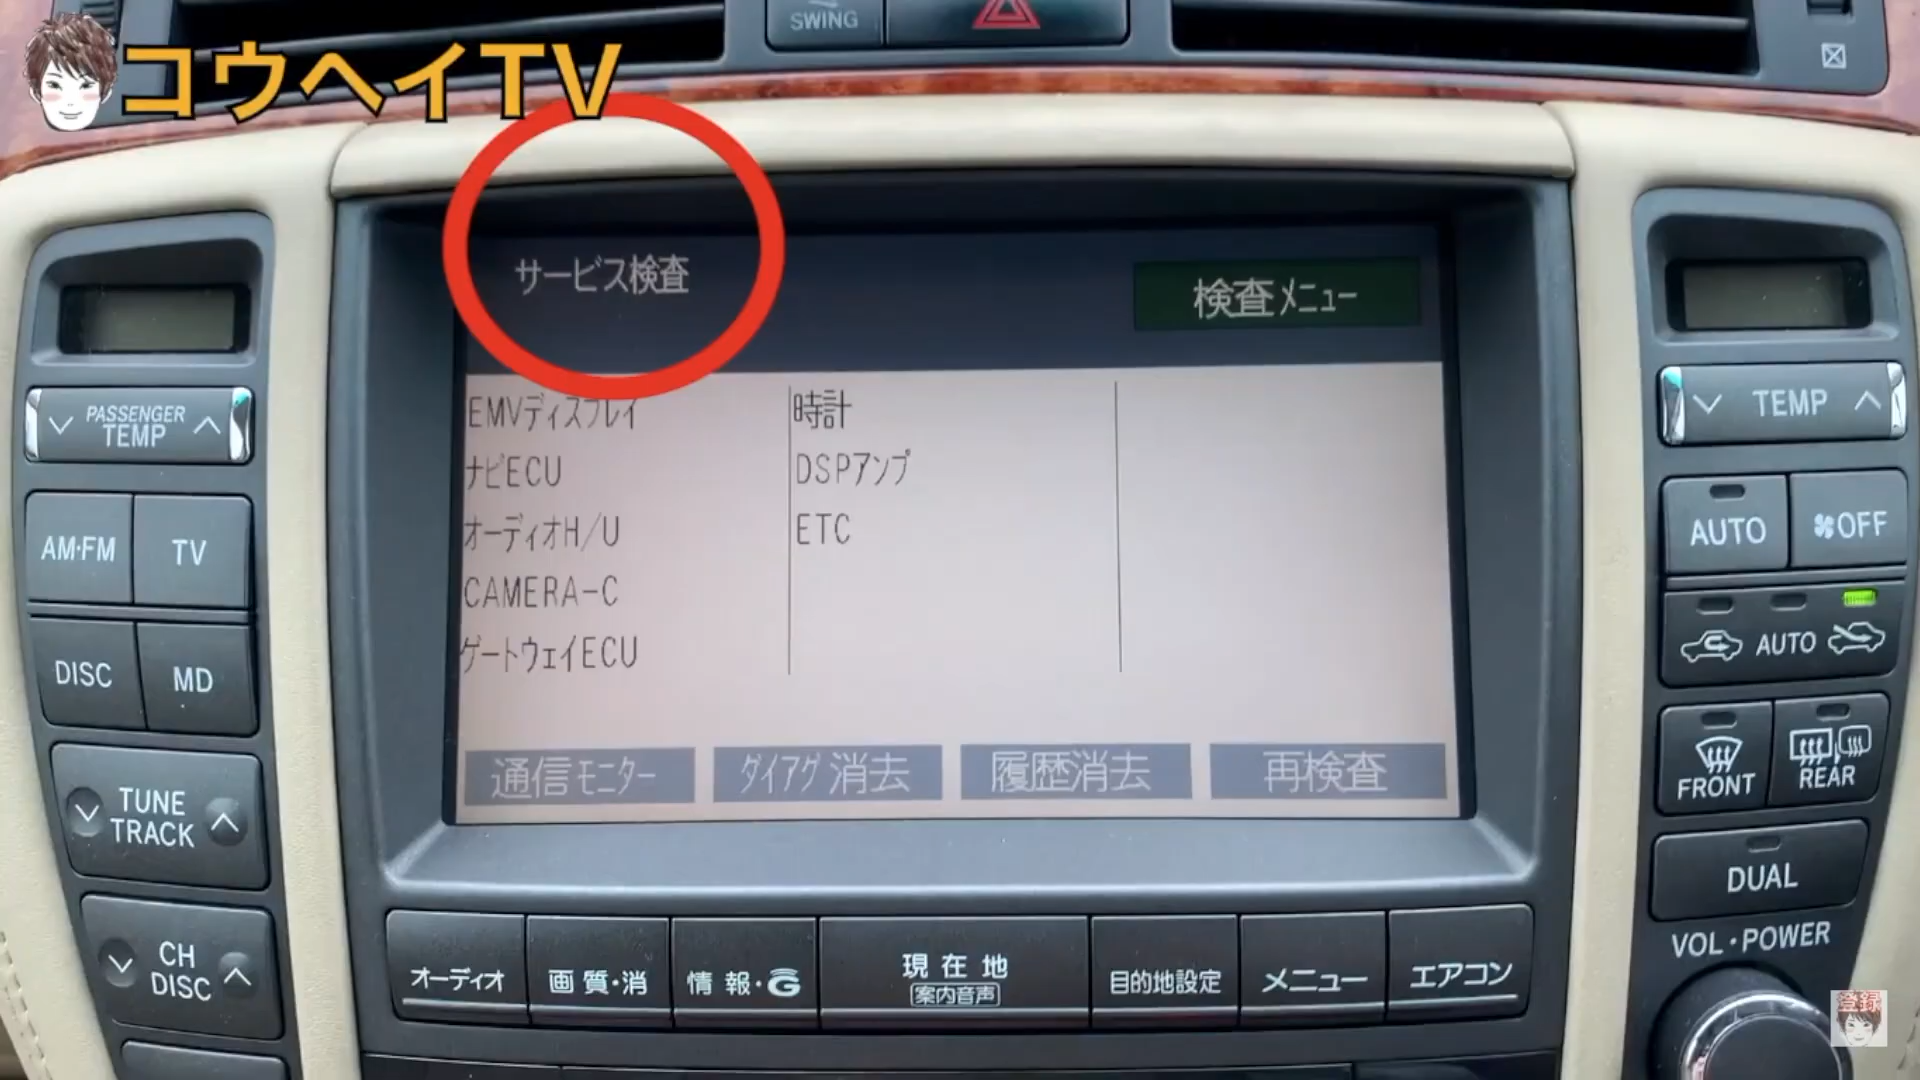 コウヘイTV
SWING
サービス検査
検査メニュー
EMVディスプレイ
ナビECU
オーディオH/U
CAMERA-C
ゲートウェイECU
時計
DSPアンプ
ETC
通信モニター
ダイアグ消去
履歴消去
再検査
PASSENGER
TEMP
AM・FM
TV
DISC
MD
TUNE
TRACK
CH
DISC
TEMP
AUTO
OFF
AUTO
FRONT
REAR
DUAL
VOL・POWER
オーディオ
画質・消
情報・G
現在地
案内音声
目的地設定
メニュー
エアコン
登録